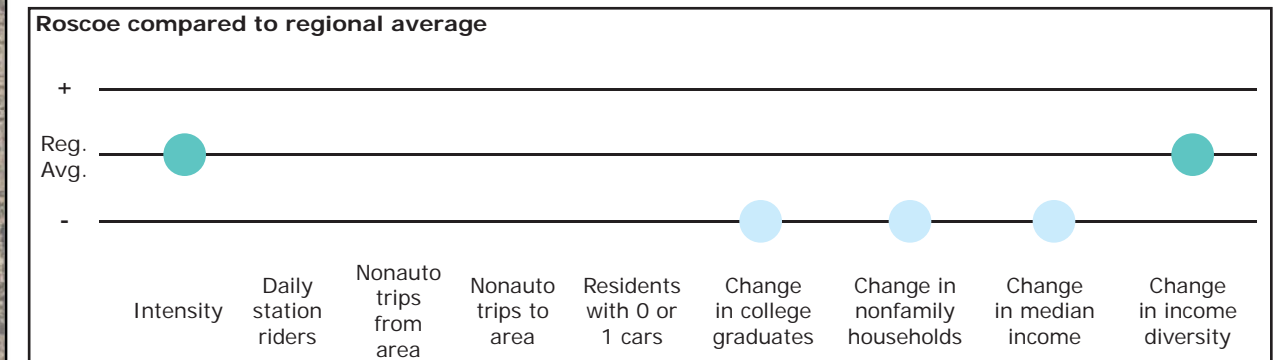 Roscoe compared to regional average
+
Reg.
Avg.
-
Intensity
Daily
station
riders
Nonauto
trips
from
area
Nonauto
trips to
area
Residents
with 0 or
1 cars
Change
in college
graduates
Change in
nonfamily
households
Change
in median
income
Change
in income
diversity